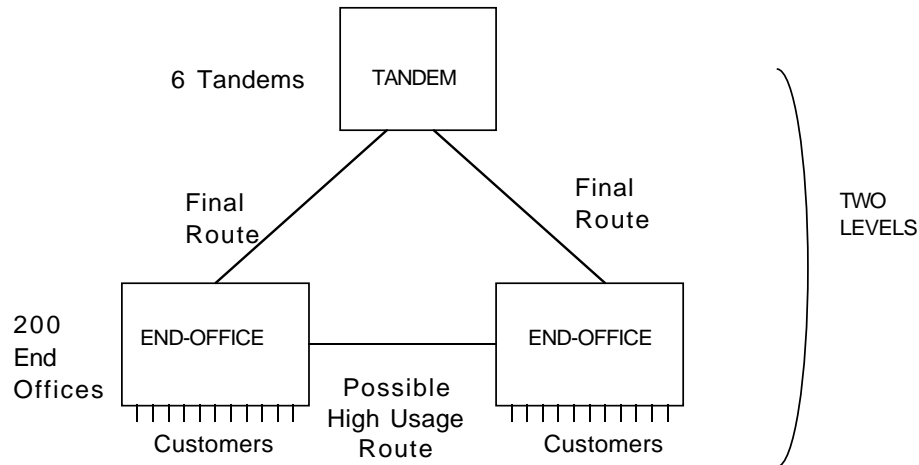 6 Tandems
TANDEM
Final
Route
Final
Route
TWO
LEVELS
200
End
Offices
END-OFFICE
END-OFFICE
Possible
High Usage
Route
Customers
Customers